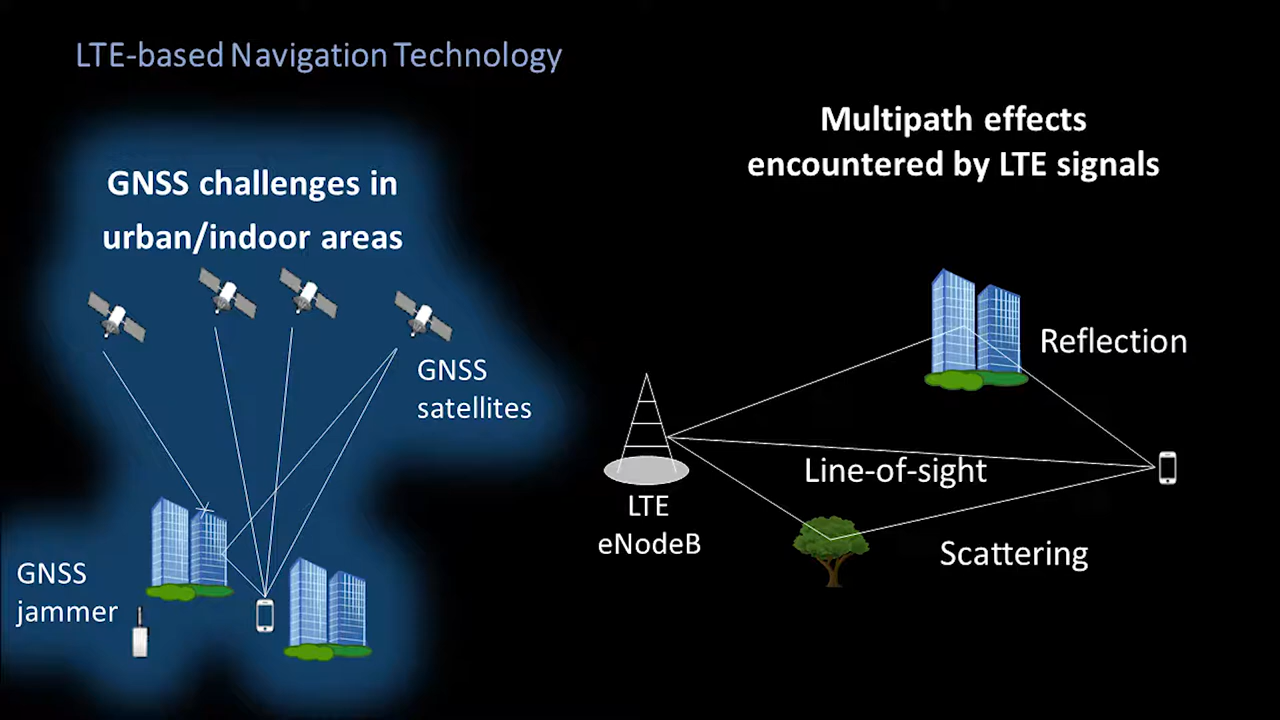 LTE-based Navigation Technology
GNSS challenges in
urban/indoor areas
GNSS
satellites
GNSS
jammer
Multipath effects
encountered by LTE signals
Reflection
Line-of-sight
LTE
eNodeB
Scattering